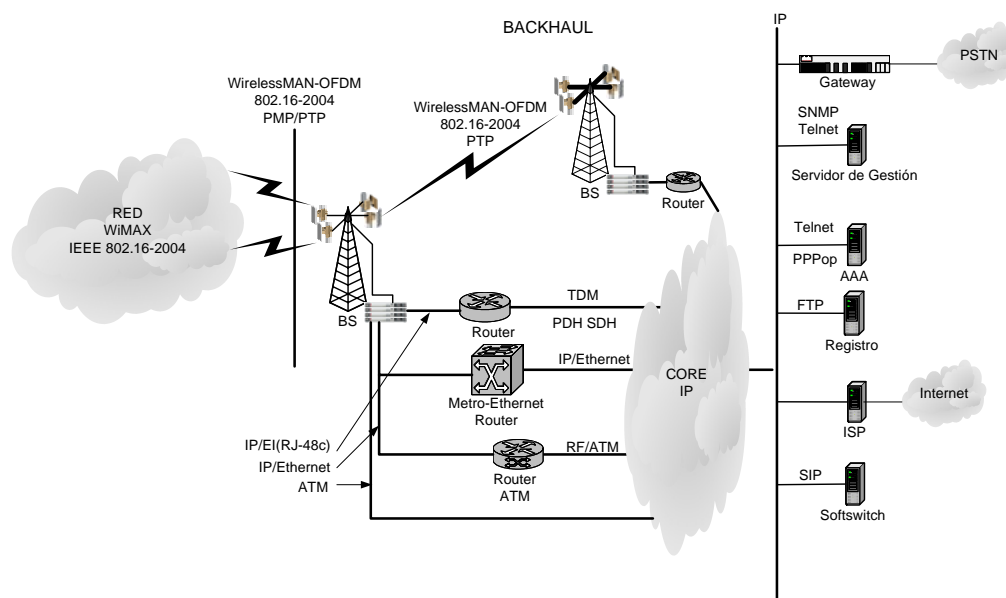 BACKHAUL
IP
WirelessMAN-OFDM
802.16-2004
PMP/PTP
WirelessMAN-OFDM
802.16-2004
PTP
BS
Router
RED
WiMAX
IEEE 802.16-2004
BS
Router
TDM
PDH SDH
Metro-Ethernet
Router
IP/Ethernet
CORE
IP
IP/EI(RJ-48c)
IP/Ethernet
ATM
Router
ATM
RF/ATM
Gateway
PSTN
SNMP
Telnet
Servidor de Gestión
Telnet
PPPop
AAA
FTP
Registro
ISP
Internet
SIP
Softswitch